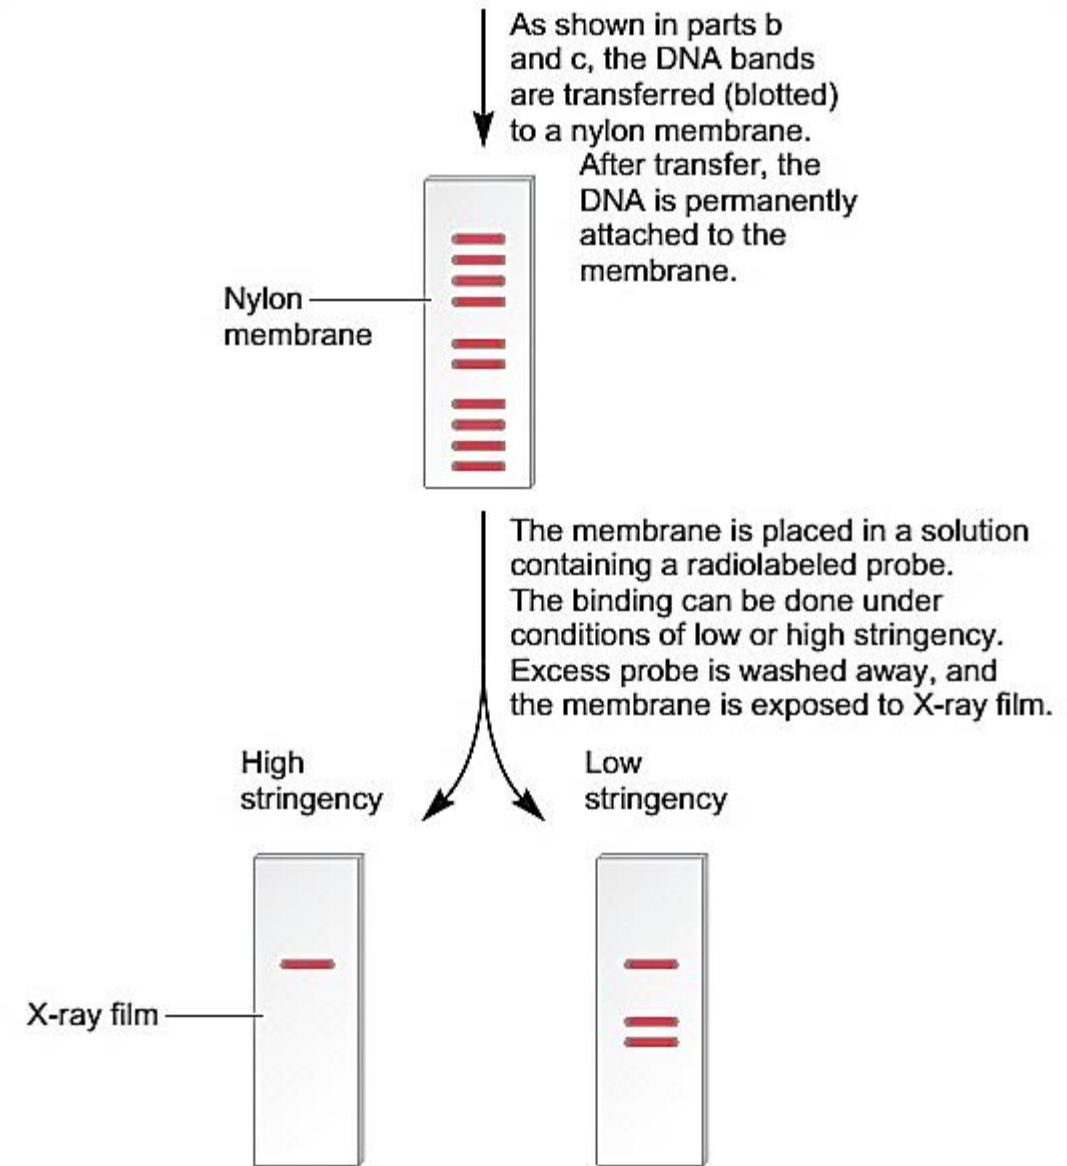 As shown in parts b
and c, the DNA bands
are transferred (blotted)
to a nylon membrane.
After transfer, the
DNA is permanently
attached to the
membrane.
Nylon
membrane
The membrane is placed in a solution
containing a radiolabeled probe.
The binding can be done under
conditions of low or high stringency.
Excess probe is washed away, and
the membrane is exposed to X-ray film.
High
stringency
Low
stringency
X-ray film